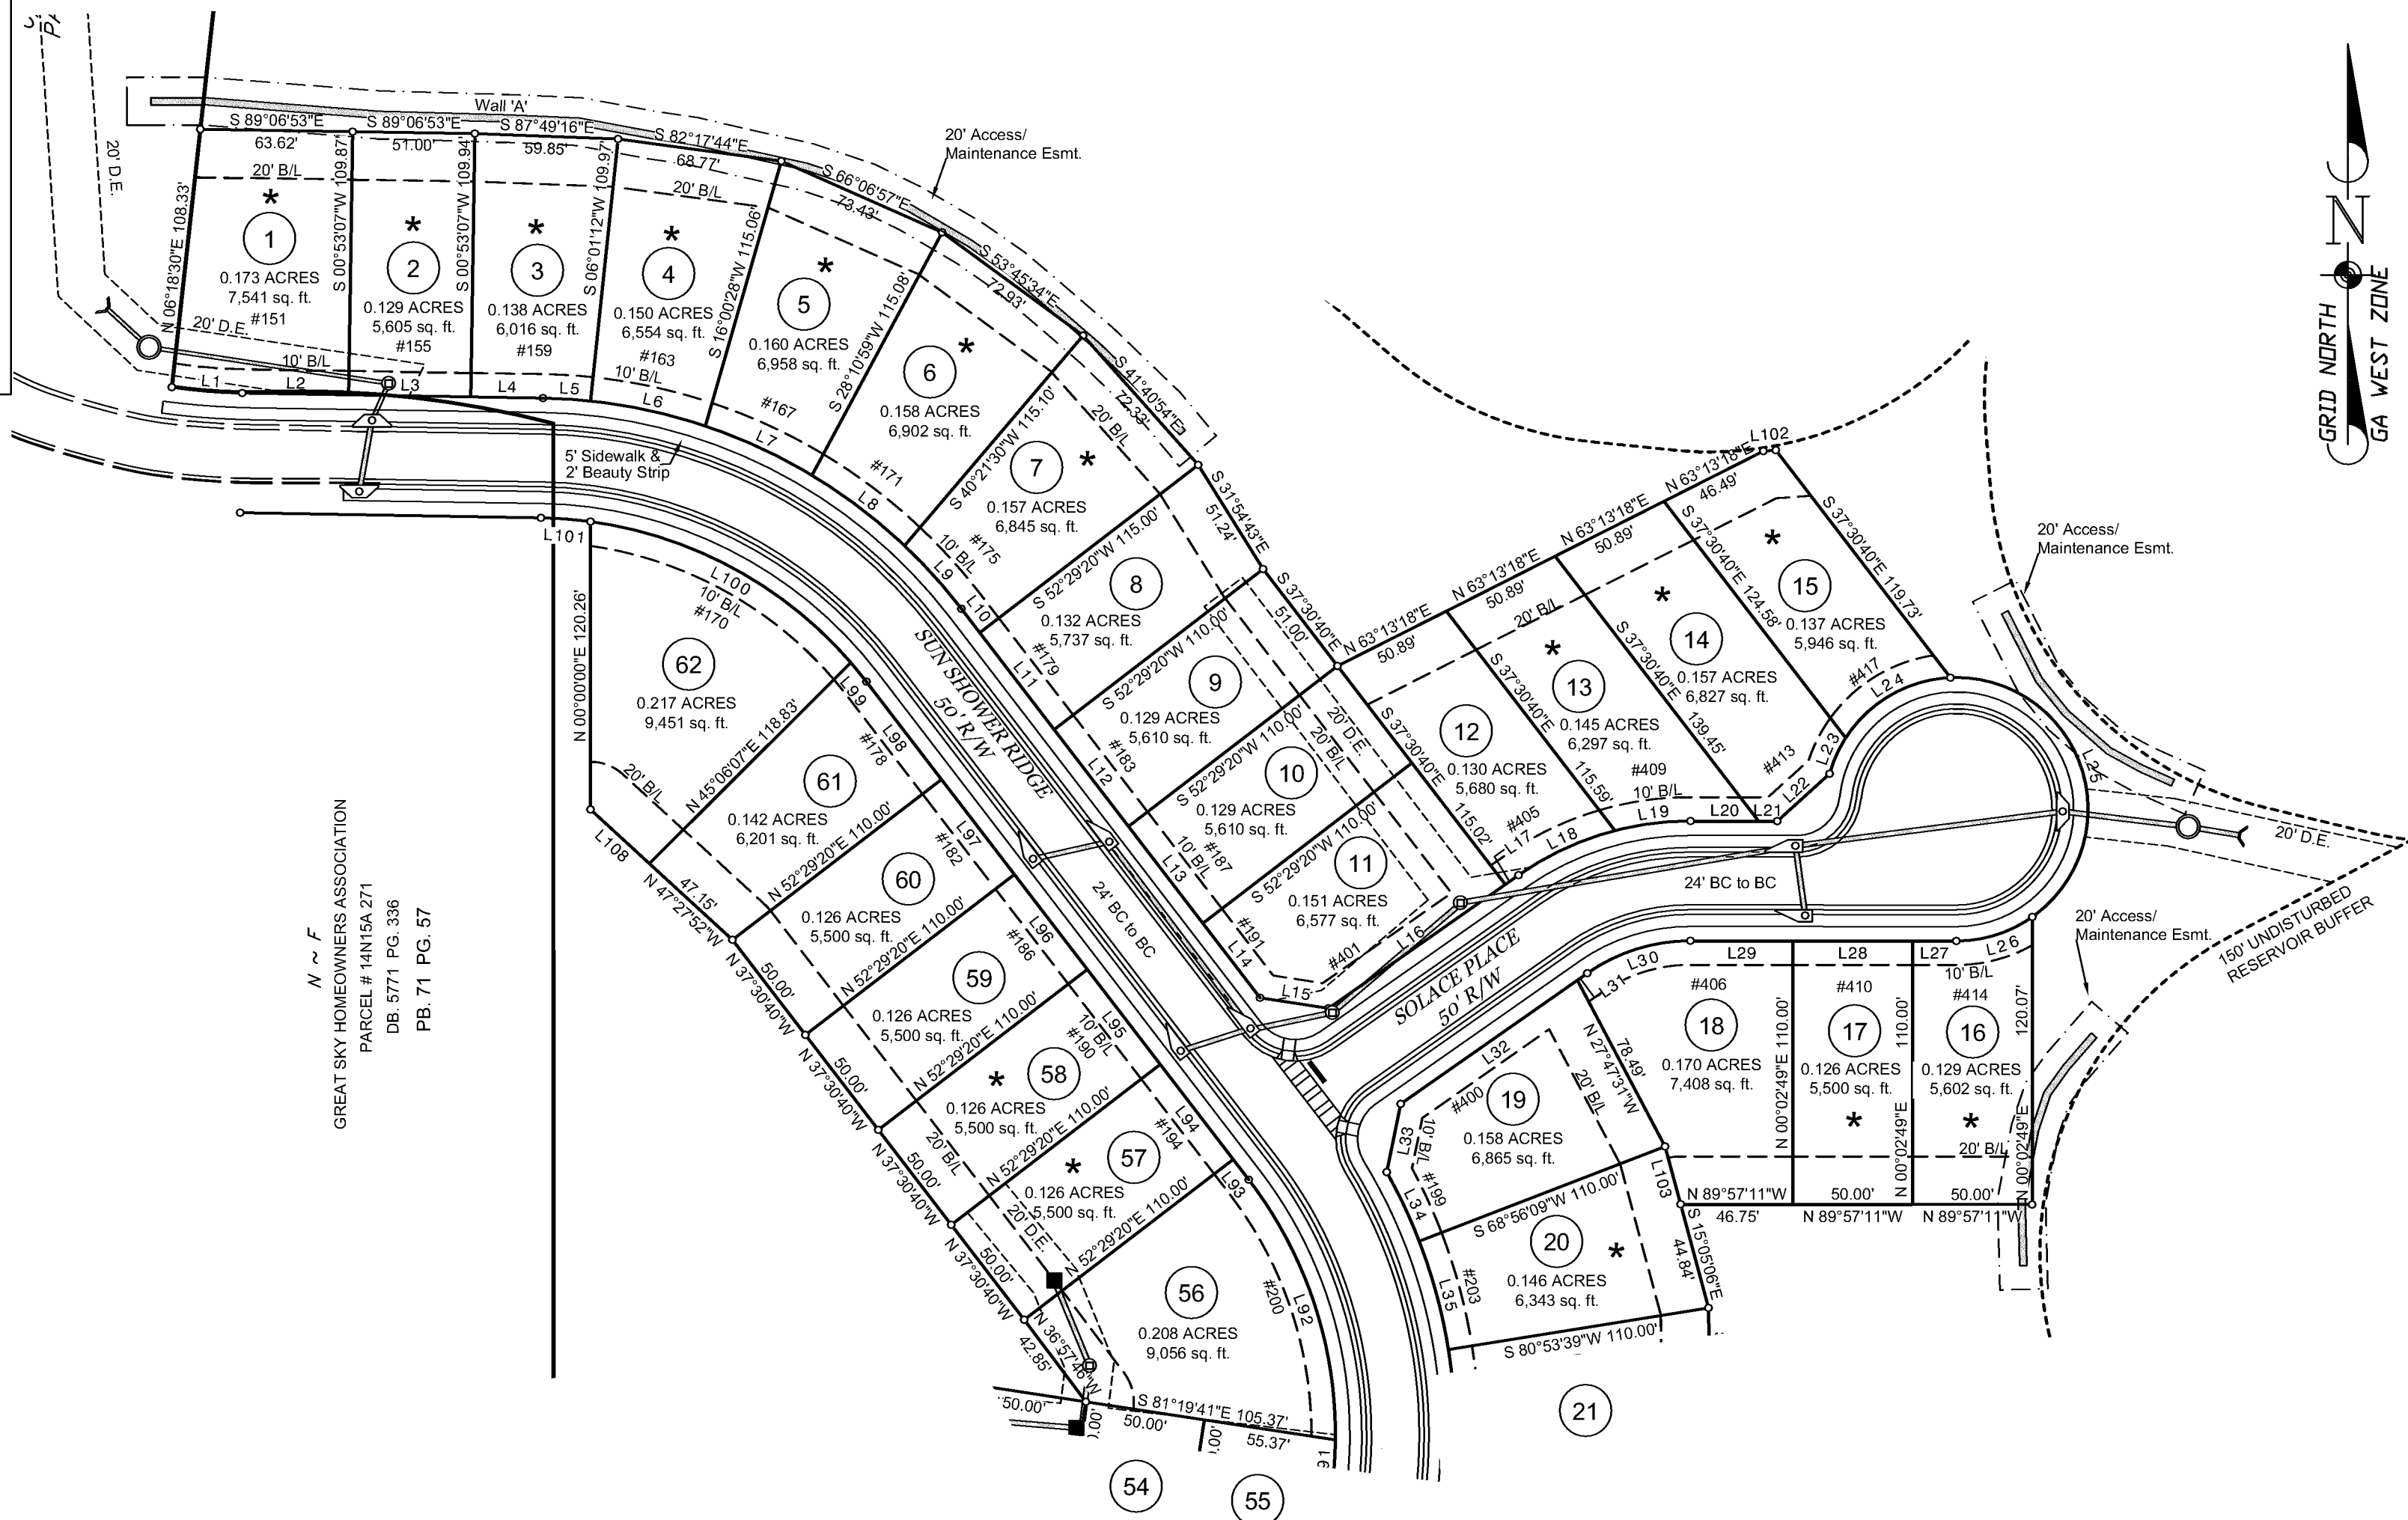 Wall 'A'
S 89°06'53"E
63.62'
S 89°06'53"E
51.00'
S 87°49'16"E
59.85'
S 82°17'44"E
68.77'
S 66°06'57"E
73.43'
S 53°45'34"E
72.93'
S 41°40'54"E
72.33'
20' Access/
Maintenance Esmt.
20' D.E.
N 06°18'30"E 108.33'
20' B/L
*
1
0.173 ACRES
7,541 sq. ft.
#151
20' D.E.
10' B/L
L1
L2
S 00°53'07"W 109.87'
*
2
0.129 ACRES
5,605 sq. ft.
#155
L3
S 00°53'07"W 109.94'
*
3
0.138 ACRES
6,016 sq. ft.
#159
L4
L5
S 06°01'12"W 109.97'
20' B/L
*
4
0.150 ACRES
6,554 sq. ft.
#163
10' B/L
L6
S 16°00'28"W 115.06'
*
5
0.160 ACRES
6,958 sq. ft.
#167
L7
S 28°10'59"W 115.08'
*
6
0.158 ACRES
6,902 sq. ft.
#171
L8
S 40°21'30"W 115.10'
20' B/L
*
7
0.157 ACRES
6,845 sq. ft.
#175
10' B/L
L9
L10
S 52°29'20"W 115.00'
S 31°54'43"E
51.24'
8
0.132 ACRES
5,737 sq. ft.
#179
L11
S 52°29'20"W 110.00'
S 37°30'40"E
51.00'
9
0.129 ACRES
5,610 sq. ft.
#183
L12
S 52°29'20"W 110.00'
20' D.E.
20' B/L
10
0.129 ACRES
5,610 sq. ft.
10' B/L
#187
L13
S 52°29'20"W 110.00'
S 37°30'40"E
115.02'
11
0.151 ACRES
6,577 sq. ft.
#191
L14
L15
#401
L16
N 63°13'18"E
50.89'
12
0.130 ACRES
5,680 sq. ft.
#405
L17
L18
S 37°30'40"E
115.59'
N 63°13'18"E
50.89'
20' B/L
*
13
0.145 ACRES
6,297 sq. ft.
#409
10' B/L
L19
L20
L21
S 37°30'40"E
139.45'
N 63°13'18"E
50.89'
*
14
0.157 ACRES
6,827 sq. ft.
#413
L22
L23
S 37°30'40"E 124.58'
N 63°13'18"E
46.49'
L102
*
15
0.137 ACRES
5,946 sq. ft.
#417
L24
S 37°30'40"E 119.73'
L25
20' Access/
Maintenance Esmt.
20' D.E.
150' UNDISTURBED
RESERVOIR BUFFER
20' Access/
Maintenance Esmt.
GRID NORTH
N
GA WEST ZONE
5' Sidewalk &
2' Beauty Strip
SUN SHOWER RIDGE
50' R/W
24' BC to BC
SOLACE PLACE
50' R/W
24' BC to BC
L101
L100
10' B/L
#170
N 00°00'00"E 120.26'
62
0.217 ACRES
9,451 sq. ft.
20' B/L
L108
N 45°06'07"E 118.83'
L99
L98
#178
61
0.142 ACRES
6,201 sq. ft.
47.15'
N 47°27'52"W
N 52°29'20"E 110.00'
L97
#182
60
0.126 ACRES
5,500 sq. ft.
50.00'
N 37°30'40"W
N 52°29'20"E 110.00'
L96
#186
59
0.126 ACRES
5,500 sq. ft.
50.00'
N 37°30'40"W
N 52°29'20"E 110.00'
L95
10' B/L
#190
*
58
0.126 ACRES
5,500 sq. ft.
20' B/L
50.00'
N 37°30'40"W
N 52°29'20"E 110.00'
L94
#194
*
57
0.126 ACRES
5,500 sq. ft.
20' D.E.
50.00'
N 37°30'40"W
N 52°29'20"E 110.00'
L93
56
0.208 ACRES
9,056 sq. ft.
#200
L92
N 36°57'46"W
42.85'
S 81°19'41"E 105.37'
50.00'
50.00'
55.37'
54
55
L26
L27
L28
L29
L30
L31
L32
L33
L34
L35
10' B/L
#414
16
0.129 ACRES
5,602 sq. ft.
*
20' B/L
N 00°02'49"E 120.07'
50.00'
N 89°57'11"W
#410
17
0.126 ACRES
5,500 sq. ft.
*
N 00°02'49"E 110.00'
50.00'
N 89°57'11"W
#406
18
0.170 ACRES
7,408 sq. ft.
N 00°02'49"E 110.00'
N 89°57'11"W
46.75'
N 27°47'31"W
78.49'
L103
#400
19
0.158 ACRES
6,865 sq. ft.
20' B/L
10' B/L
#199
S 68°56'09"W 110.00'
20
*
0.146 ACRES
6,343 sq. ft.
#203
S 15°05'06"E
44.84'
S 80°53'39"W 110.00'
21
N ~ F
GREAT SKY HOMEOWNERS ASSOCIATION
PARCEL # 14N15A 271
DB. 5771 PG. 336
PB. 71 PG. 57